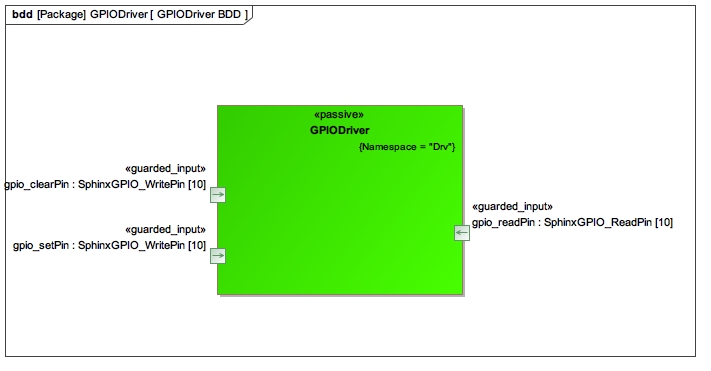 bdd [Package] GPIODriver [ GPIODriver BDD ]
«passive»
GPIODriver
{Namespace = "Drv"}
«guarded_input»
gpio_clearPin : SphinxGPIO_WritePin [10]
«guarded_input»
gpio_setPin : SphinxGPIO_WritePin [10]
«guarded_input»
gpio_readPin : SphinxGPIO_ReadPin [10]